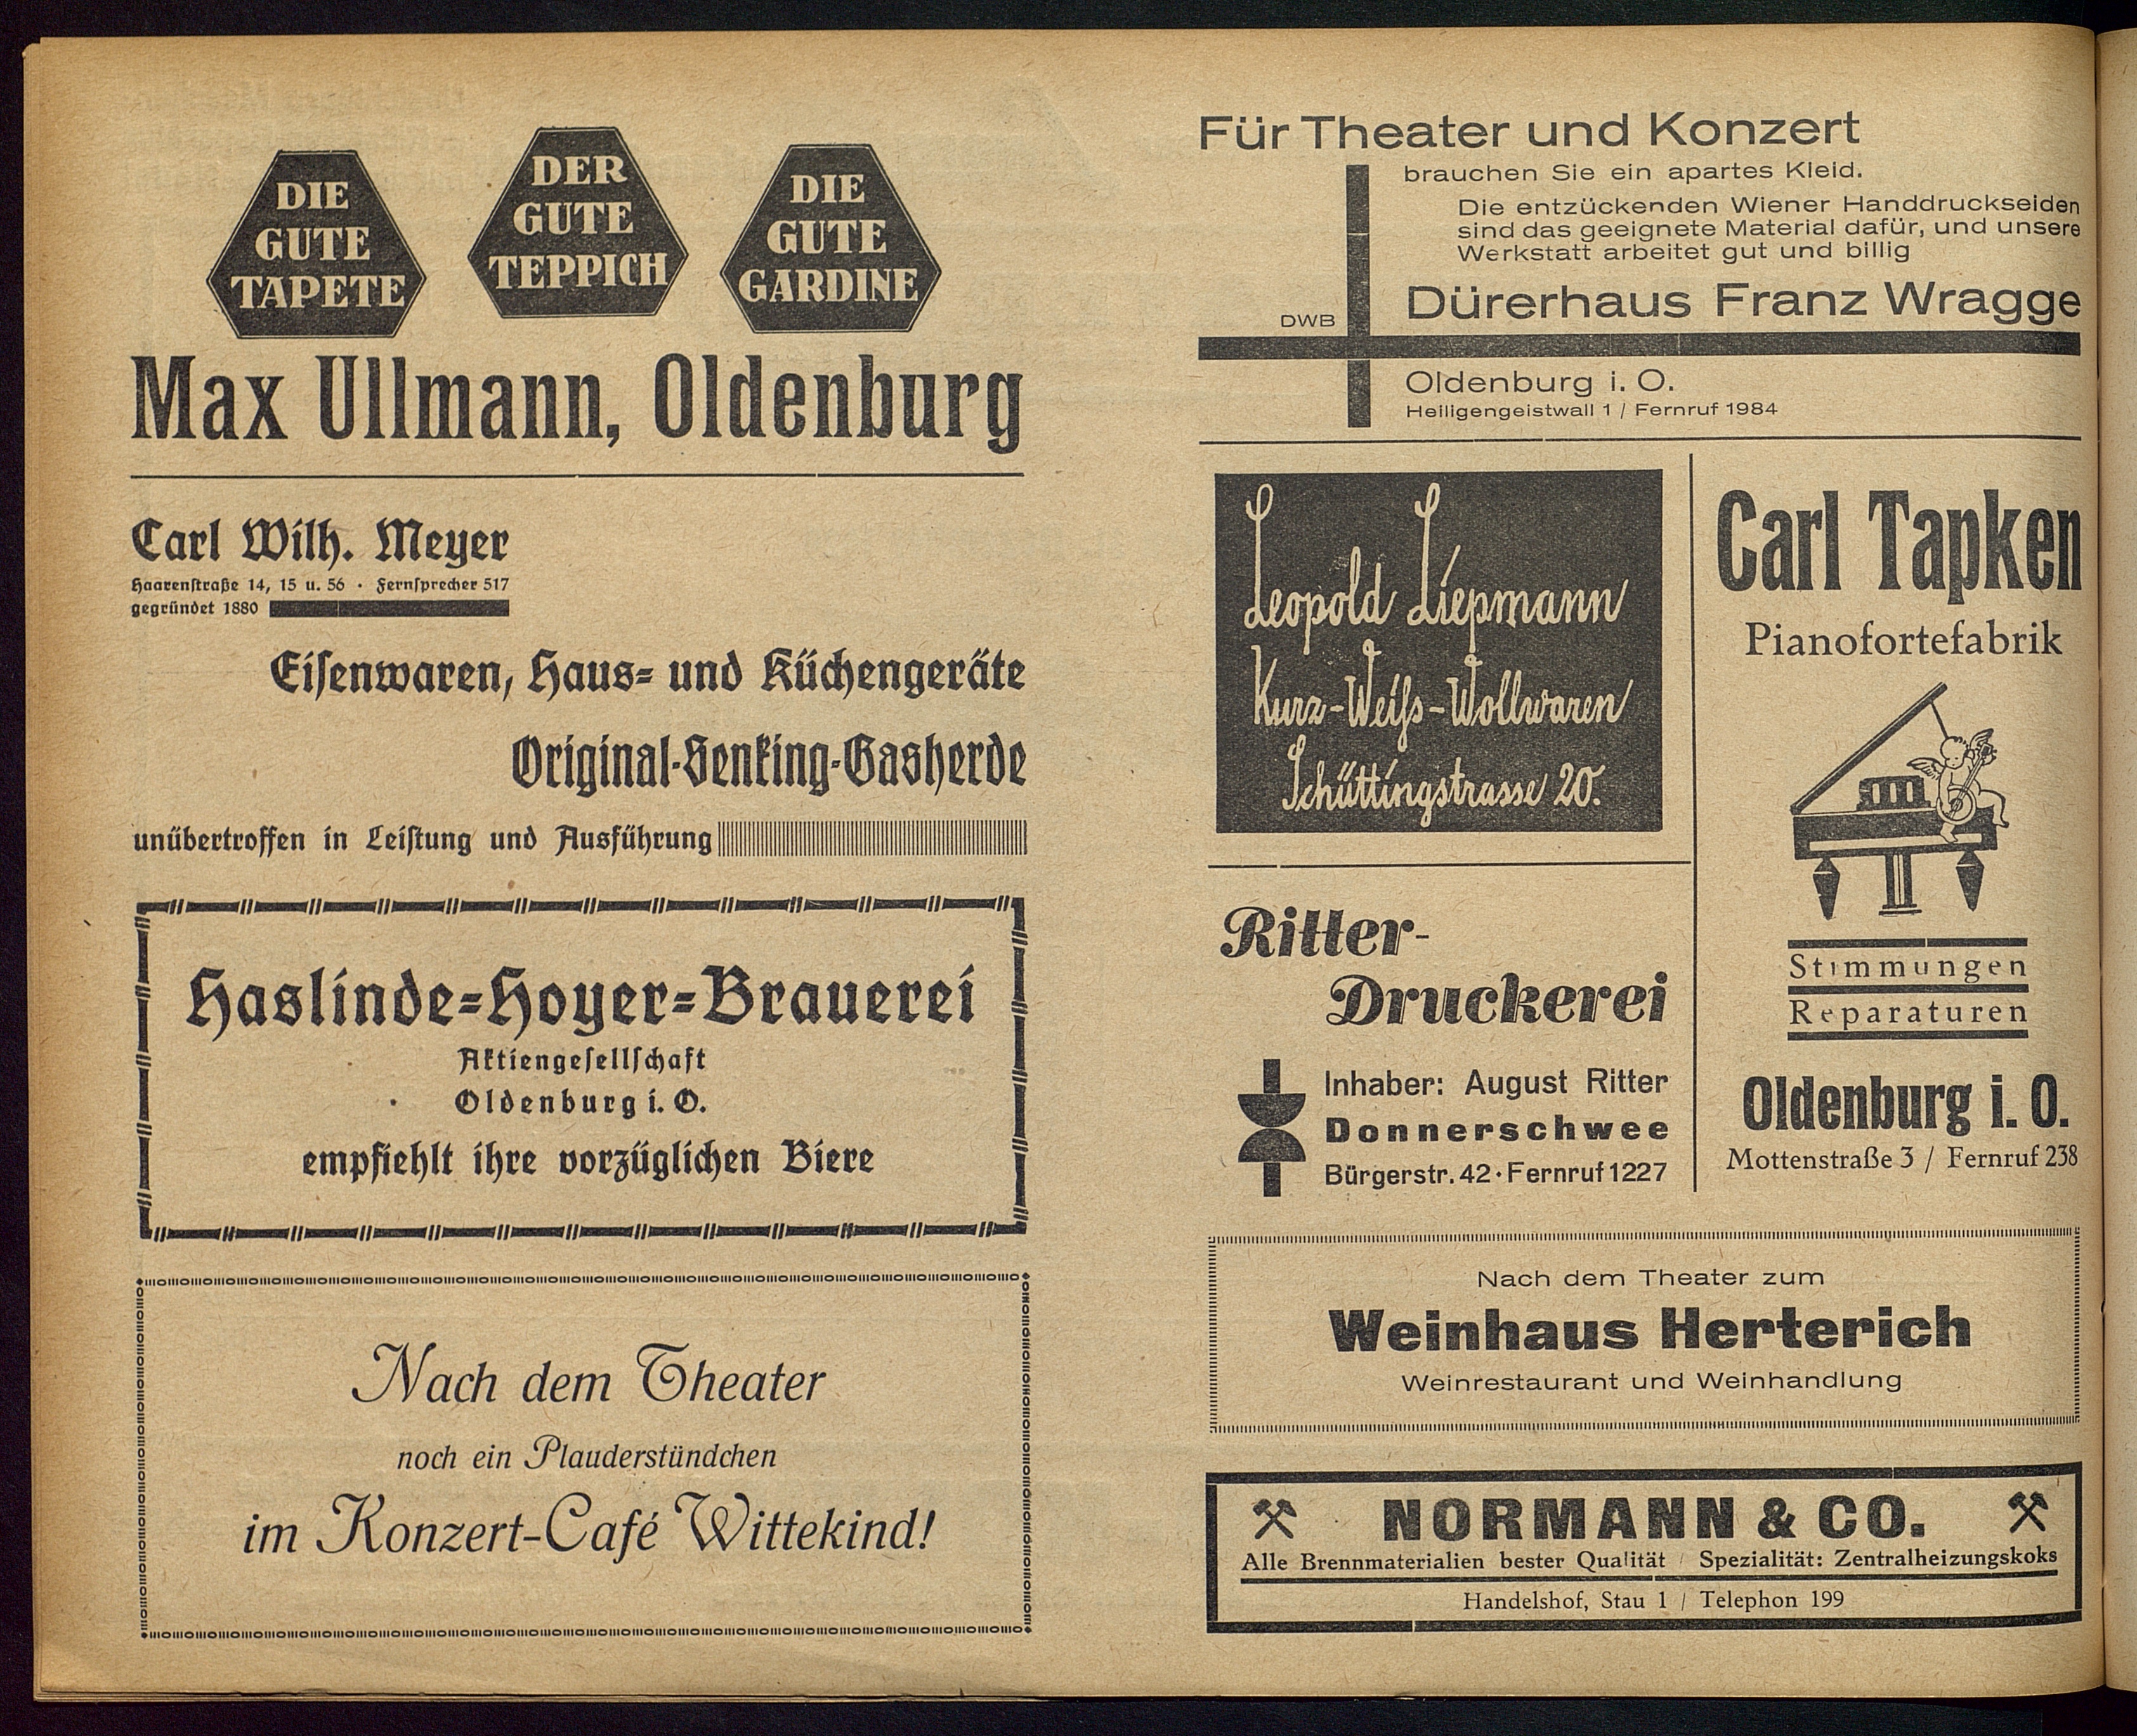 DIE
GUTE
TAPETE
DER
GUTE
TEPPICH
DIE
GUTE
GARDINE
Max Ullmann, Oldenburg
Carl Wilh. Meyer
Haarenſtraße 14, 15 u. 56 · Fernſprecher 517
gegründet 1880
Eiſenwaren, Haus- und Küchengeräte
Original-Senking-Gasherde
unübertroffen in Leiſtung und Ausführung
Haslinde-Hoyer-Brauerei
Aktiengeſellſchaft
Oldenburg i. O.
empfiehlt ihre vorzüglichen Biere
Nach dem Theater
noch ein Plauderstündchen
im Konzert-Café Wittekind!
Für Theater und Konzert
brauchen Sie ein apartes Kleid.
Die entzückenden Wiener Handdruckseiden
sind das geeignete Material dafür, und unsere
Werkstatt arbeitet gut und billig
DWB
Dürerhaus Franz Wragge
Oldenburg i. O.
Heiligengeistwall 1 / Fernruf 1984
Leopold Liepmann
Kurz-Weiſs-Wollwaren
Schüttingstrasse 20.
Ritter-
Druckerei
Inhaber: August Ritter
Donnerschwee
Bürgerstr. 42 · Fernruf 1227
Carl Tapken
Pianofortefabrik
Stimmungen
Reparaturen
Oldenburg i. O.
Mottenstraße 3 / Fernruf 238
Nach dem Theater zum
Weinhaus Herterich
Weinrestaurant und Weinhandlung
NORMANN & CO.
Alle Brennmaterialien bester Qualität / Spezialität: Zentralheizungskoks
Handelshof, Stau 1 / Telephon 199